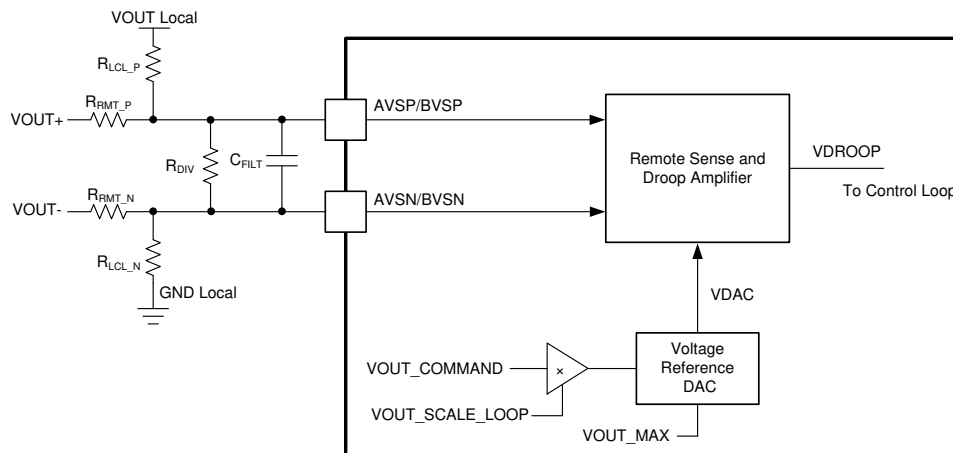 VOUT Local
RLCL_P
RRMT_P
VOUT+
AVSP/BVSP
RDIV
CFILT
Remote Sense and
Droop Amplifier
VDROOP
To Control Loop
RRMT_N
VOUT-
AVSN/BVSN
RLCL_N
GND Local
VDAC
VOUT_COMMAND
×
Voltage
Reference
DAC
VOUT_SCALE_LOOP
VOUT_MAX